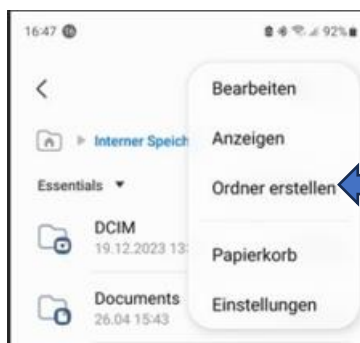 16:47 92%
Bearbeiten
Interner Speich
Anzeigen
Essentials
Ordner erstellen
DCIM
19.12.2023 13:
Papierkorb
Documents
26.04 15:43
Einstellungen